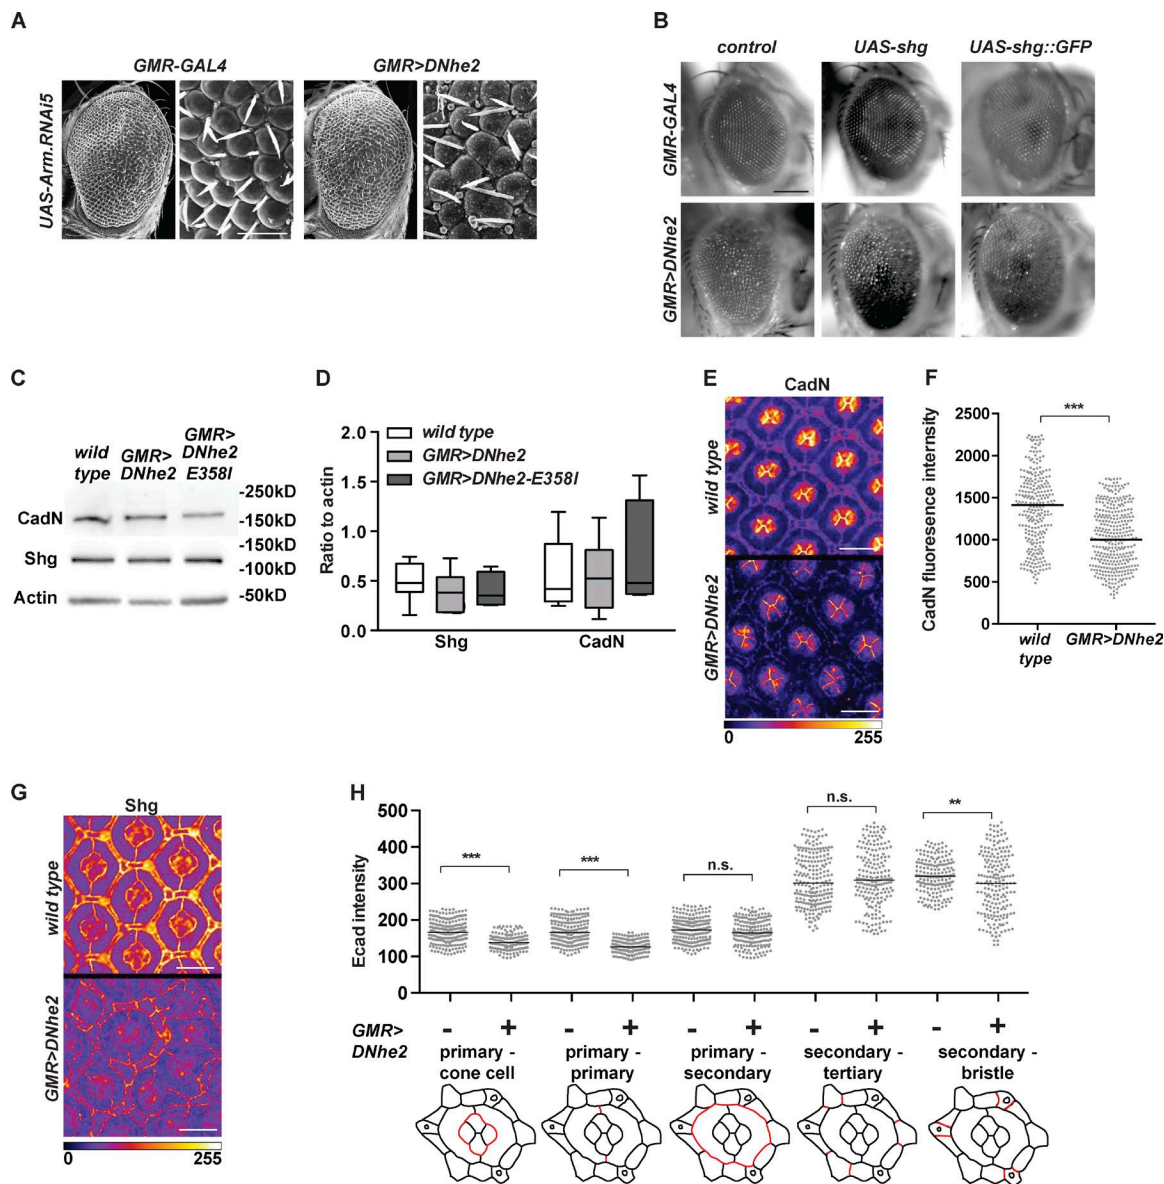 A
GMR-GAL4
GMR>DNhe2
UAS-Arm.RNAi5
B
control
UAS-shg
UAS-shg::GFP
GMR-GAL4
GMR>DNhe2
C
wild
type
GMR>
DNhe2
GMR>
DNhe2
E358I
CadN
Shg
Actin
-250kD
-150kD
-150kD
-100kD
-50kD
D
Ratio to actin
2.0
1.5
1.0
0.5
0.0
wild type
GMR>DNhe2
GMR>DNhe2-E358I
Shg
CadN
E
CadN
wild type
GMR>DNhe2
0
255
F
CadN fluoresence internsity
2500
2000
1500
1000
500
0
***
wild
type
GMR>DNhe2
G
Shg
wild type
GMR>DNhe2
0
255
H
Ecad intensity
500
400
300
200
100
0
***
***
n.s.
n.s.
**
GMR>
DNhe2
- + - + - + - + - +
primary -
cone cell
primary -
primary
primary -
secondary
secondary -
tertiary
secondary -
bristle